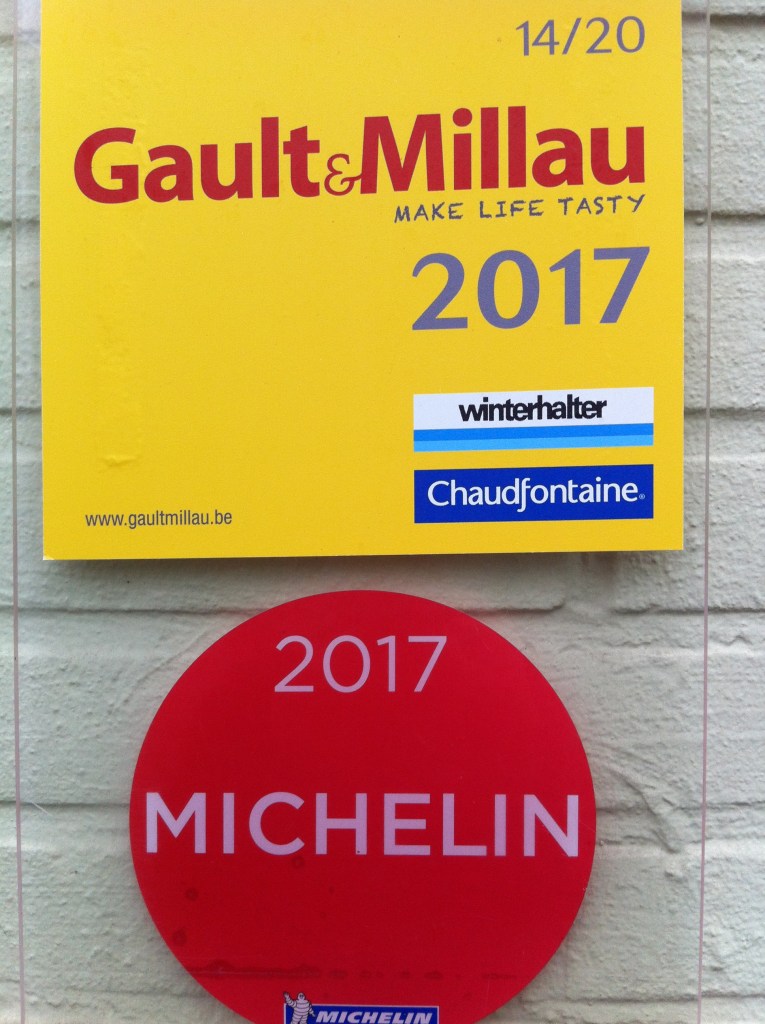 14/20
Gault&Millau
MAKE LIFE TASTY
2017
winterhalter
Chaudfontaine®
www.gaultmillau.be
2017
MICHELIN
MICHELIN